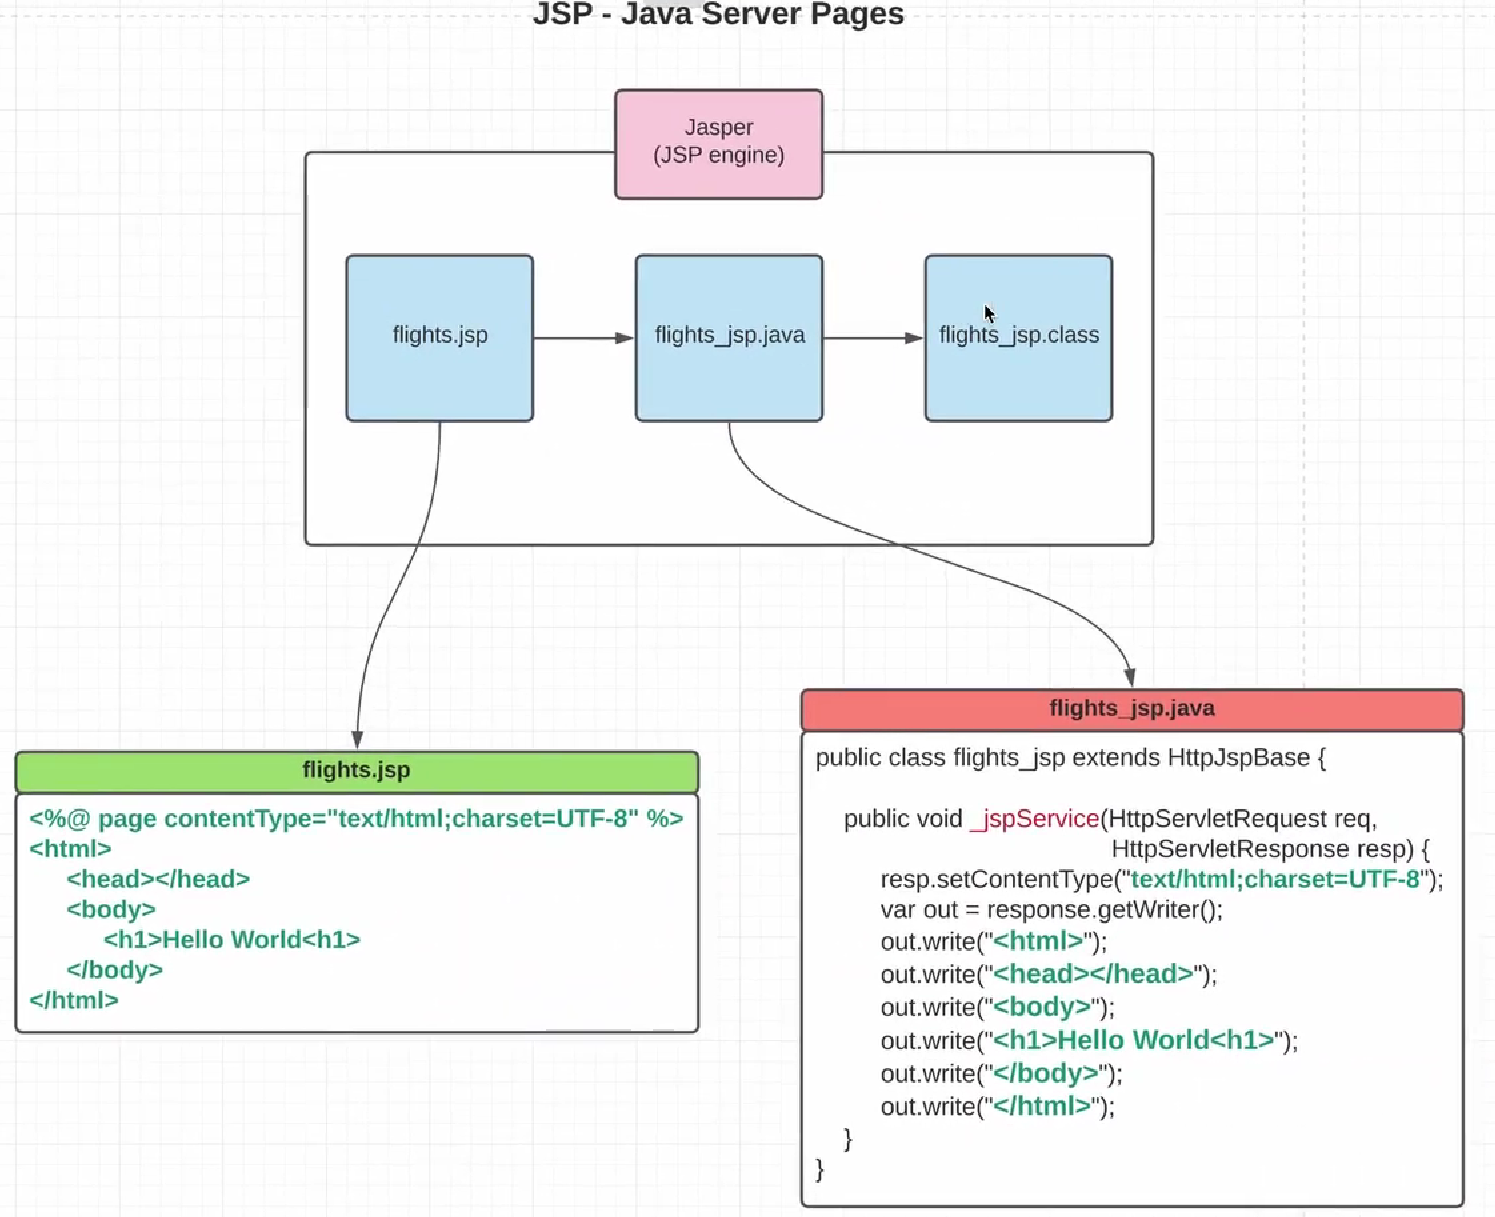 JSP - Java Server Pages
Jasper
(JSP engine)
flights.jsp
flights_jsp.java
flights_jsp.class
flights.jsp
<%@ page contentType="text/html;charset=UTF-8" %>
<html>
<head></head>
<body>
<h1>Hello World<h1>
</body>
</html>
flights_jsp.java
public class flights_jsp extends HttpJspBase {
public void _jspService(HttpServletRequest req,
HttpServletResponse resp) {
resp.setContentType("text/html;charset=UTF-8");
var out = response.getWriter();
out.write("<html>");
out.write("<head></head>");
out.write("<body>");
out.write("<h1>Hello World<h1>");
out.write("</body>");
out.write("</html>");
}
}